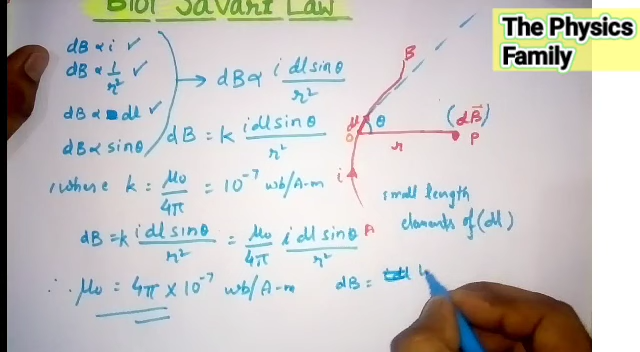 Biot Savart Law
The Physics
Family
dB ∝ i ✓
dB ∝ 1/r² ✓
dB ∝ dl ✓
dB ∝ sinθ
→ dB ∝ i dl sinθ / r²
dB = k i dl sinθ / r²
where k = μ₀/4π = 10⁻⁷ wb/A-m
dB = k i dl sinθ / r² = μ₀/4π i dl sinθ / r²
∴ μ₀ = 4π × 10⁻⁷ wb/A-m
dB =
B
dl
θ
O
r
(dB⃗)
P
i
A
small length
elements of (dl)